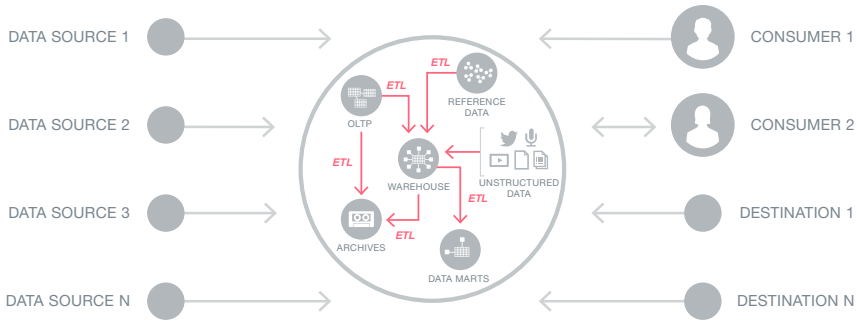 DATA SOURCE 1
CONSUMER 1
ETL
ETL
REFERENCE
DATA
OLTP
DATA SOURCE 2
CONSUMER 2
ETL
WAREHOUSE
UNSTRUCTURED
DATA
ETL
DATA SOURCE 3
DESTINATION 1
ETL
ARCHIVES
DATA MARTS
DATA SOURCE N
DESTINATION N